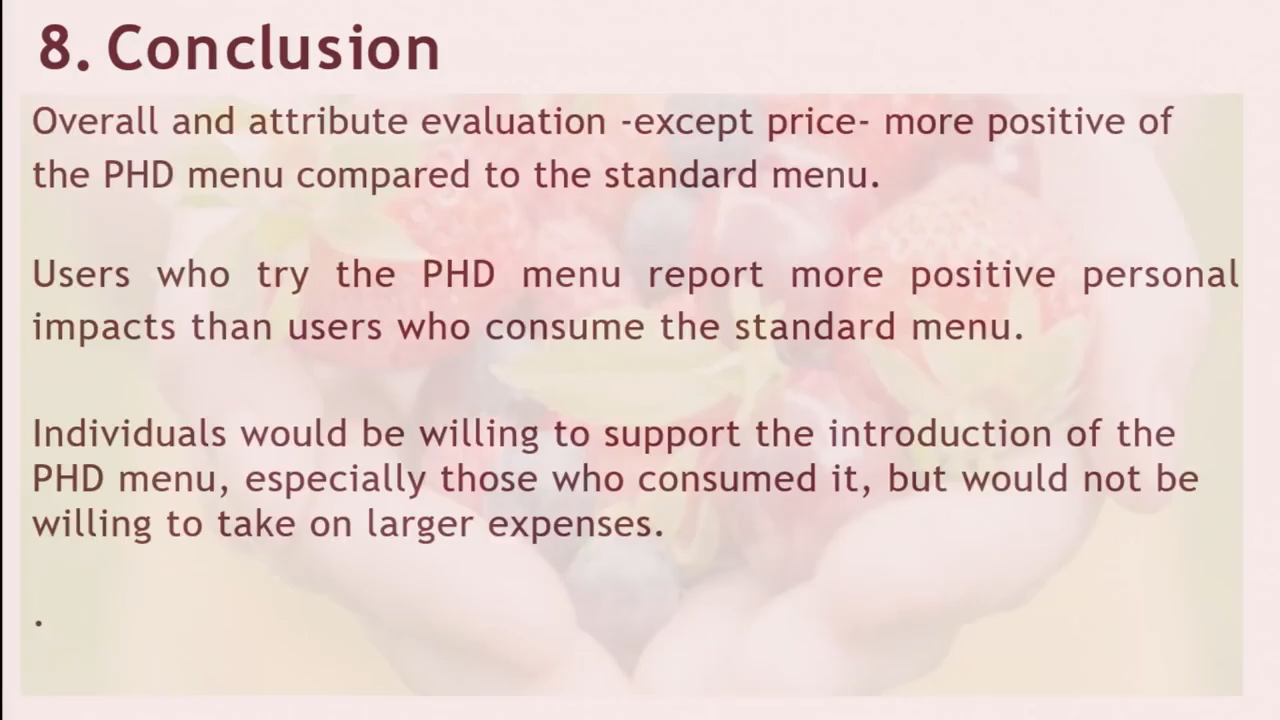 8. Conclusion
Overall and attribute evaluation -except price- more positive of
the PHD menu compared to the standard menu.
Users who try the PHD menu report more positive personal
impacts than users who consume the standard menu.
Individuals would be willing to support the introduction of the
PHD menu, especially those who consumed it, but would not be
willing to take on larger expenses.
.